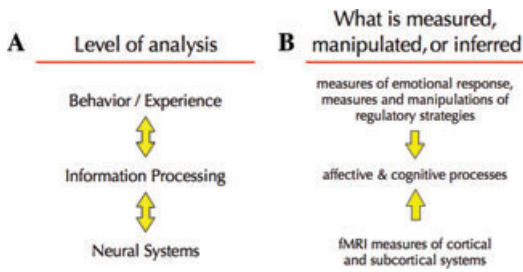 A
Level of analysis
Behavior / Experience
Information Processing
Neural Systems
B
What is measured,
manipulated, or inferred
measures of emotional response,
measures and manipulations of
regulatory strategies
affective & cognitive processes
fMRI measures of cortical
and subcortical systems